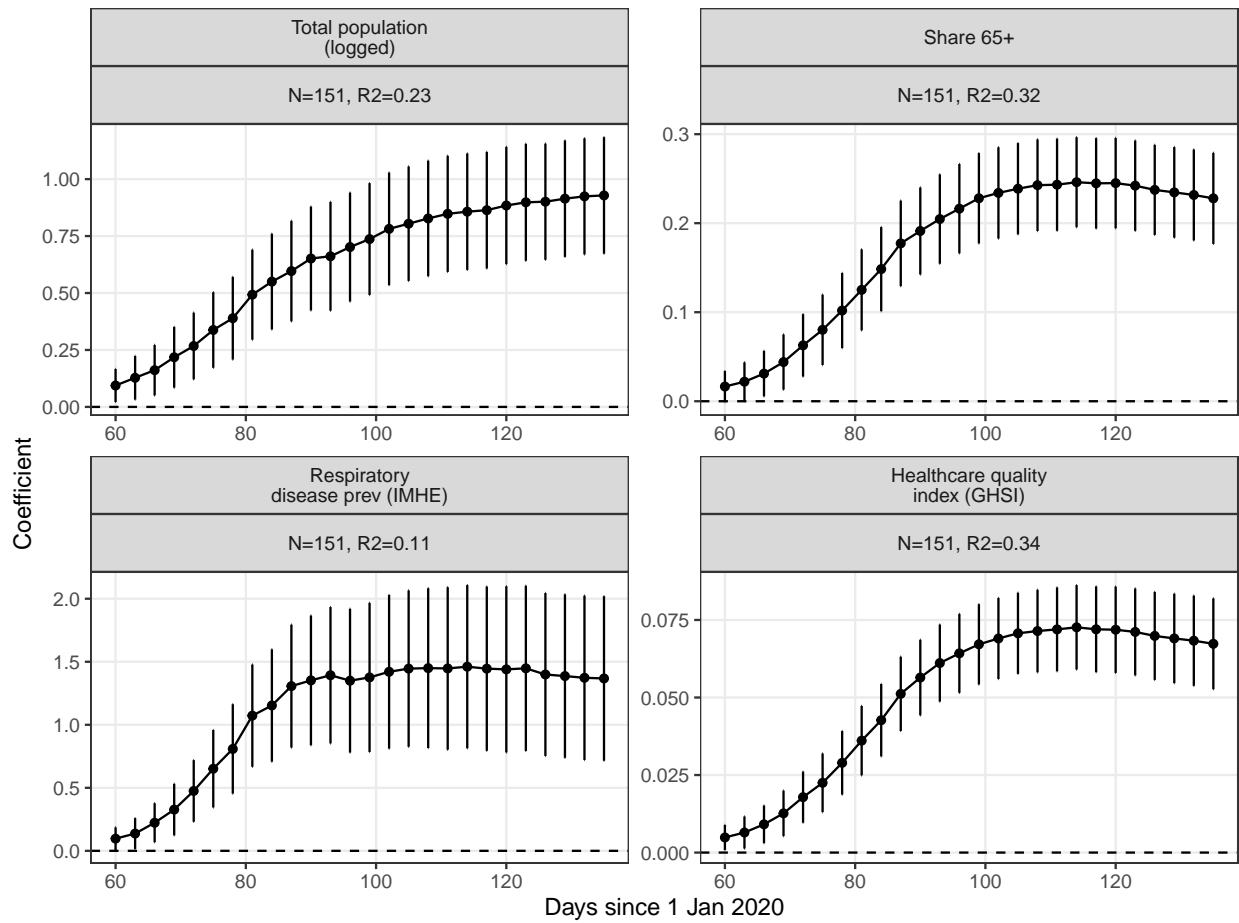 Total population
(logged)
N=151, R2=0.23
1.00
0.75
0.50
0.25
0.00
60 80 100 120
Share 65+
N=151, R2=0.32
0.3
0.2
0.1
0.0
60 80 100 120
Respiratory
disease prev (IMHE)
N=151, R2=0.11
2.0
1.5
1.0
0.5
0.0
60 80 100 120
Healthcare quality
index (GHSI)
N=151, R2=0.34
0.075
0.050
0.025
0.000
60 80 100 120
Coefficient
Days since 1 Jan 2020